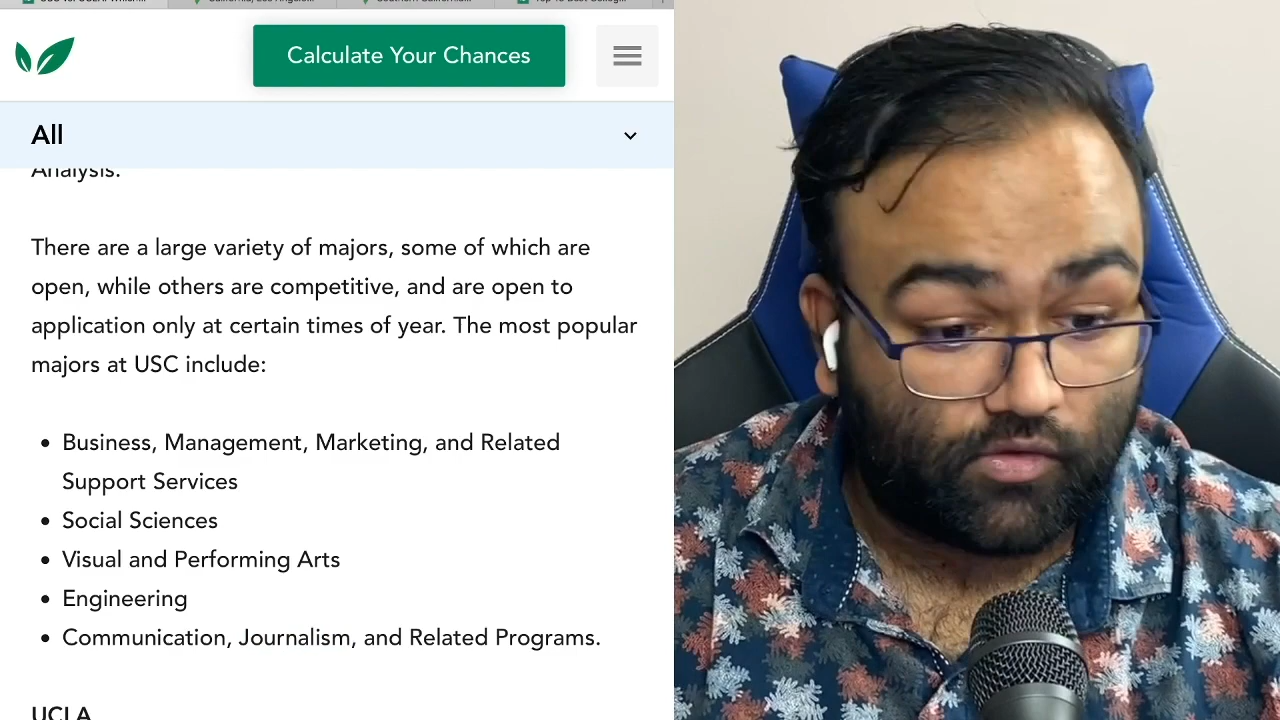 Calculate Your Chances
All
Analysis.
There are a large variety of majors, some of which are
open, while others are competitive, and are open to
application only at certain times of year. The most popular
majors at USC include:
• Business, Management, Marketing, and Related
Support Services
• Social Sciences
• Visual and Performing Arts
• Engineering
• Communication, Journalism, and Related Programs.
UCLA